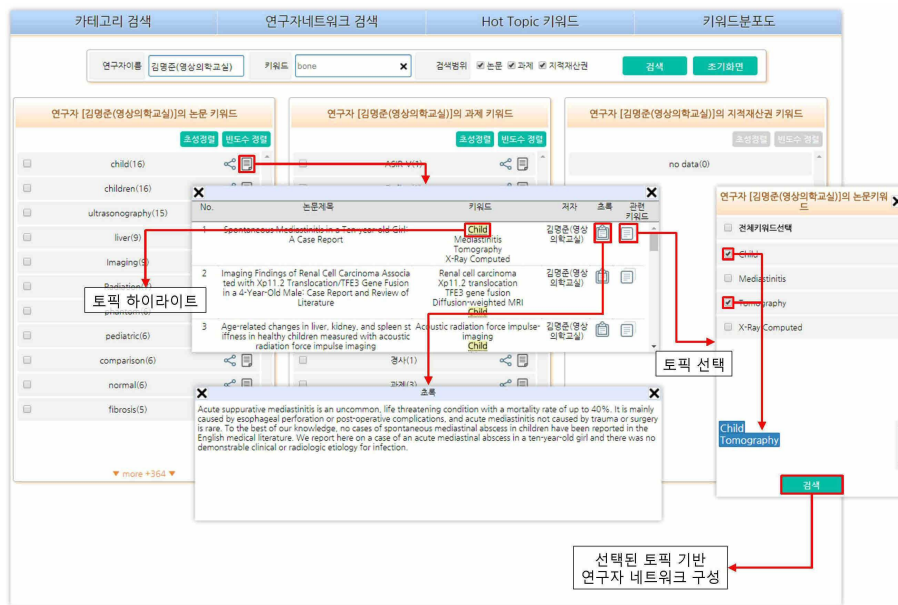 카테고리 검색
연구자네트워크 검색
Hot Topic 키워드
키워드분포도
연구자이름
김명준(영상의학교실)
키워드
bone
검색범위
논문
과제
지적재산권
검색
초기화면
연구자 [김명준(영상의학교실)]의 논문 키워드
초성정렬
빈도수 정렬
child(16)
children(16)
ultrasonography(15)
liver(9)
Imaging(9)
pediatric(6)
comparison(6)
normal(6)
fibrosis(5)
▼ more +364 ▼
연구자 [김명준(영상의학교실)]의 과제 키워드
초성정렬
빈도수 정렬
ASIR-V(1)
경사(1)
과제(3)
연구자 [김명준(영상의학교실)]의 지적재산권 키워드
초성정렬
빈도수 정렬
no data(0)
No.
논문제목
키워드
저자
초록
관련
키워드
1
Spontaneous Mediastinitis in a Ten-year-old Girl:
A Case Report
Child
Mediastinitis
Tomography
X-Ray Computed
김명준(영상
의학교실)
2
Imaging Findings of Renal Cell Carcinoma Associa
ted with Xp11.2 Translocation/TFE3 Gene Fusion
in a 4-Year-Old Male: Case Report and Review of
Literature
Renal cell carcinoma
Xp11.2 translocation
TFE3 gene fusion
Diffusion-weighted MRI
Child
김명준(영상
의학교실)
3
Age-related changes in liver, kidney, and spleen st
iffness in healthy children measured with acoustic
radiation force impulse imaging
Acoustic radiation force impulse-
imaging
Child
김명준(영상
의학교실)
토픽 하이라이트
초록
Acute suppurative mediastinitis is an uncommon, life threatening condition with a mortality rate of up to 40%. It is mainly
caused by esophageal perforation or post-operative complications, and acute mediastinitis not caused by trauma or surgery
is rare. To the best of our knowledge, no cases of spontaneous mediastinal abscess in children have been reported in the
English medical literature. We report here on a case of an acute mediastinal abscess in a ten-year-old girl and there was no
demonstrable clinical or radiologic etiology for infection.
연구자 [김명준(영상의학교실)]의 논문키워
드
전체키워드선택
Child
Mediastinitis
Tomography
X-Ray Computed
토픽 선택
Child
Tomography
검색
선택된 토픽 기반
연구자 네트워크 구성